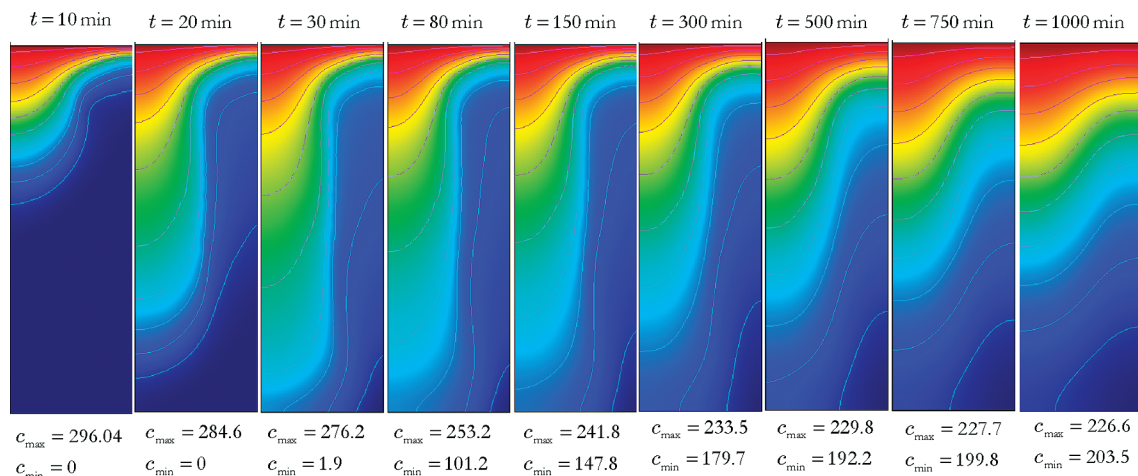 t = 10 min t = 20 min t = 30 min t = 80 min t = 150 min t = 300 min t = 500 min t = 750 min t = 1000 min
c_max = 296.04 c_max = 284.6 c_max = 276.2 c_max = 253.2 c_max = 241.8 c_max = 233.5 c_max = 229.8 c_max = 227.7 c_max = 226.6
c_min = 0 c_min = 0 c_min = 1.9 c_min = 101.2 c_min = 147.8 c_min = 179.7 c_min = 192.2 c_min = 199.8 c_min = 203.5